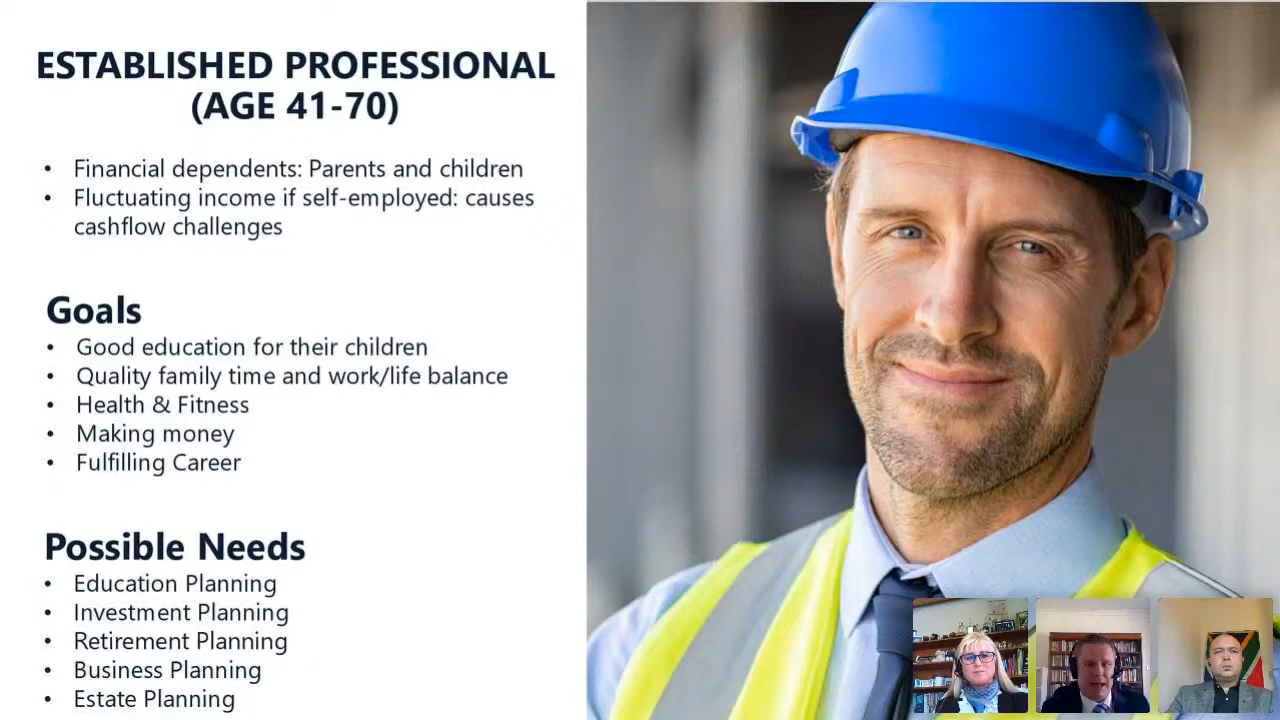 ESTABLISHED PROFESSIONAL
(AGE 41-70)
• Financial dependents: Parents and children
• Fluctuating income if self-employed: causes
cashflow challenges
Goals
• Good education for their children
• Quality family time and work/life balance
• Health & Fitness
• Making money
• Fulfilling Career
Possible Needs
• Education Planning
• Investment Planning
• Retirement Planning
• Business Planning
• Estate Planning